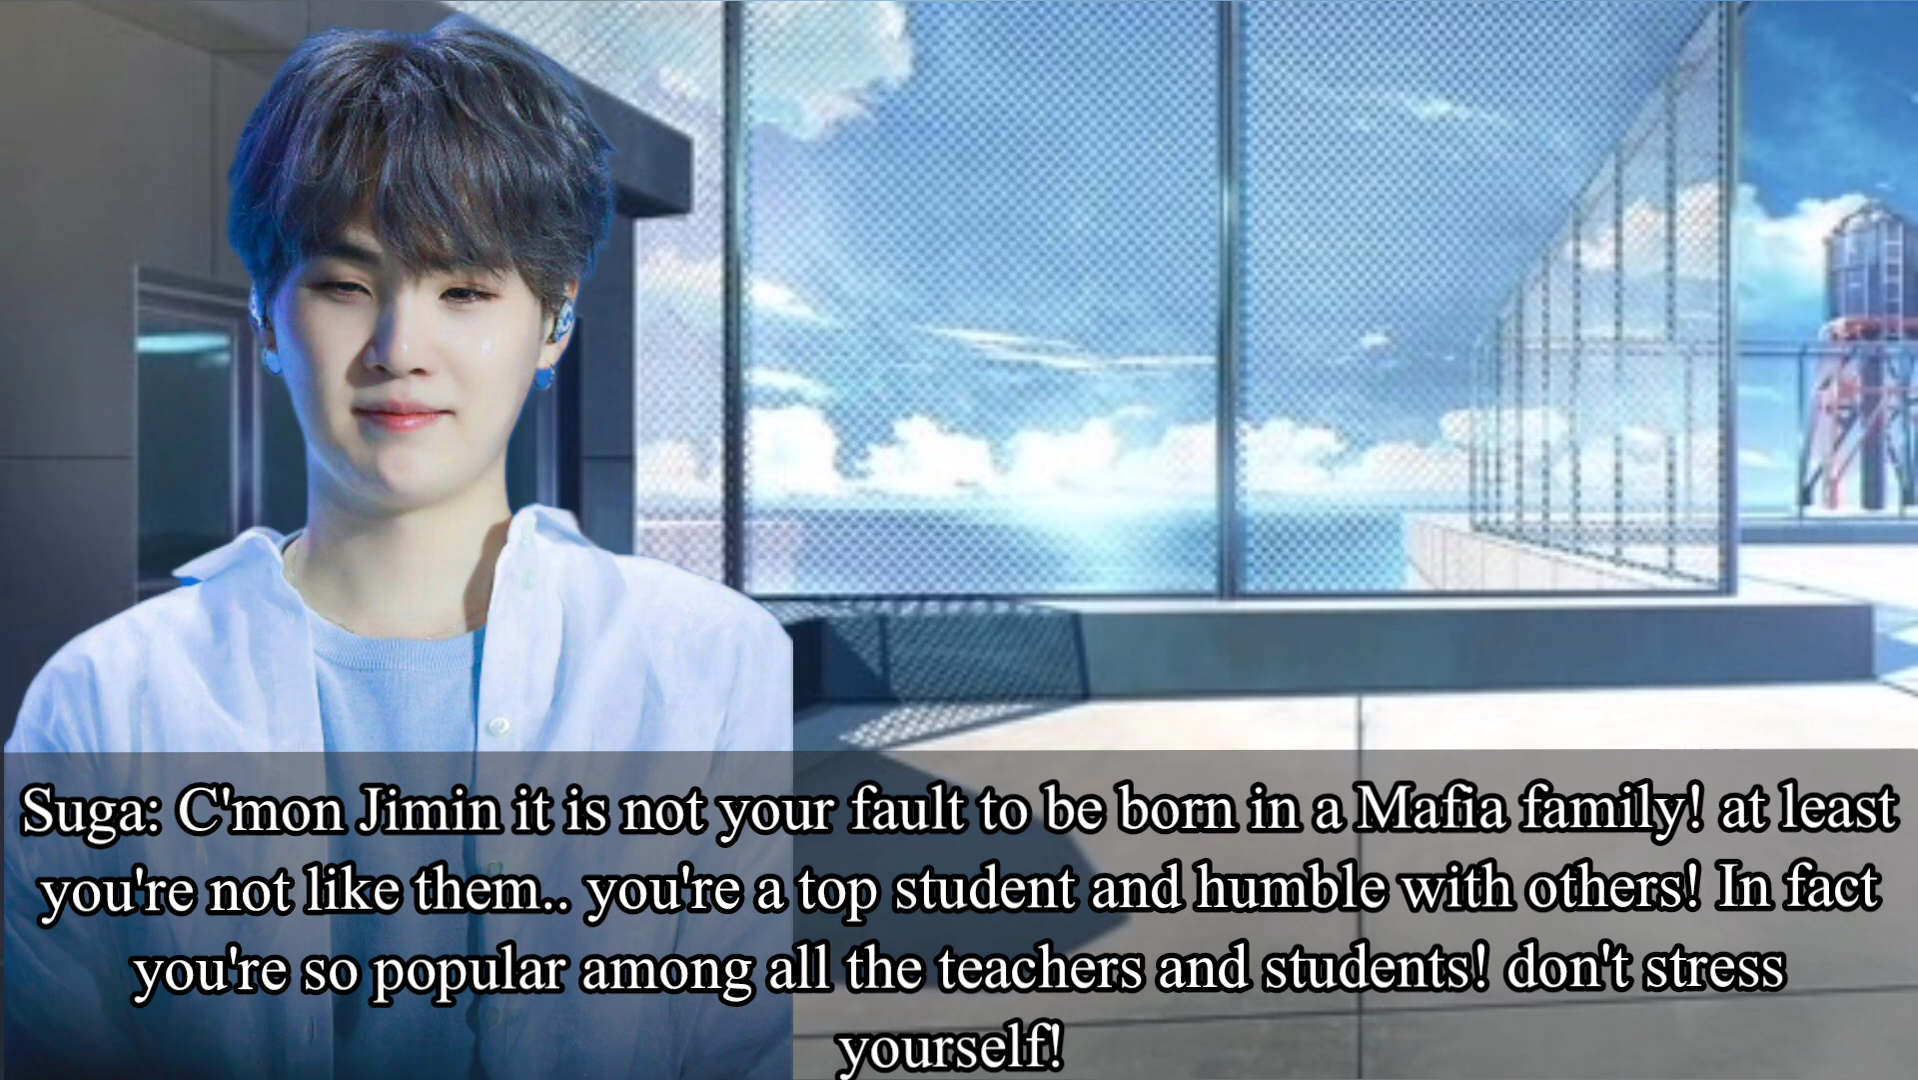 Suga: C'mon Jimin it is not your fault to be born in a Mafia family! at least
you're not like them.. you're a top student and humble with others! In fact
you're so popular among all the teachers and students! don't stress
yourself!